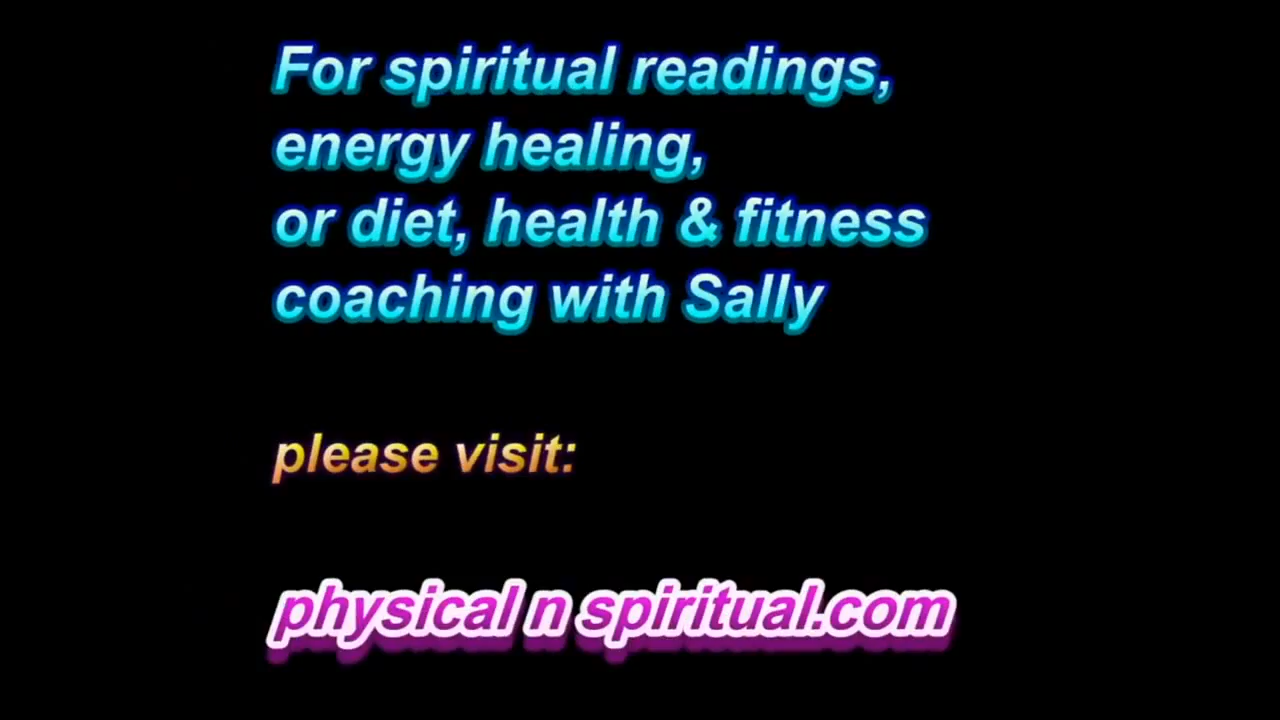 For spiritual readings,
energy healing,
or diet, health & fitness
coaching with Sally
please visit:
physical n spiritual.com